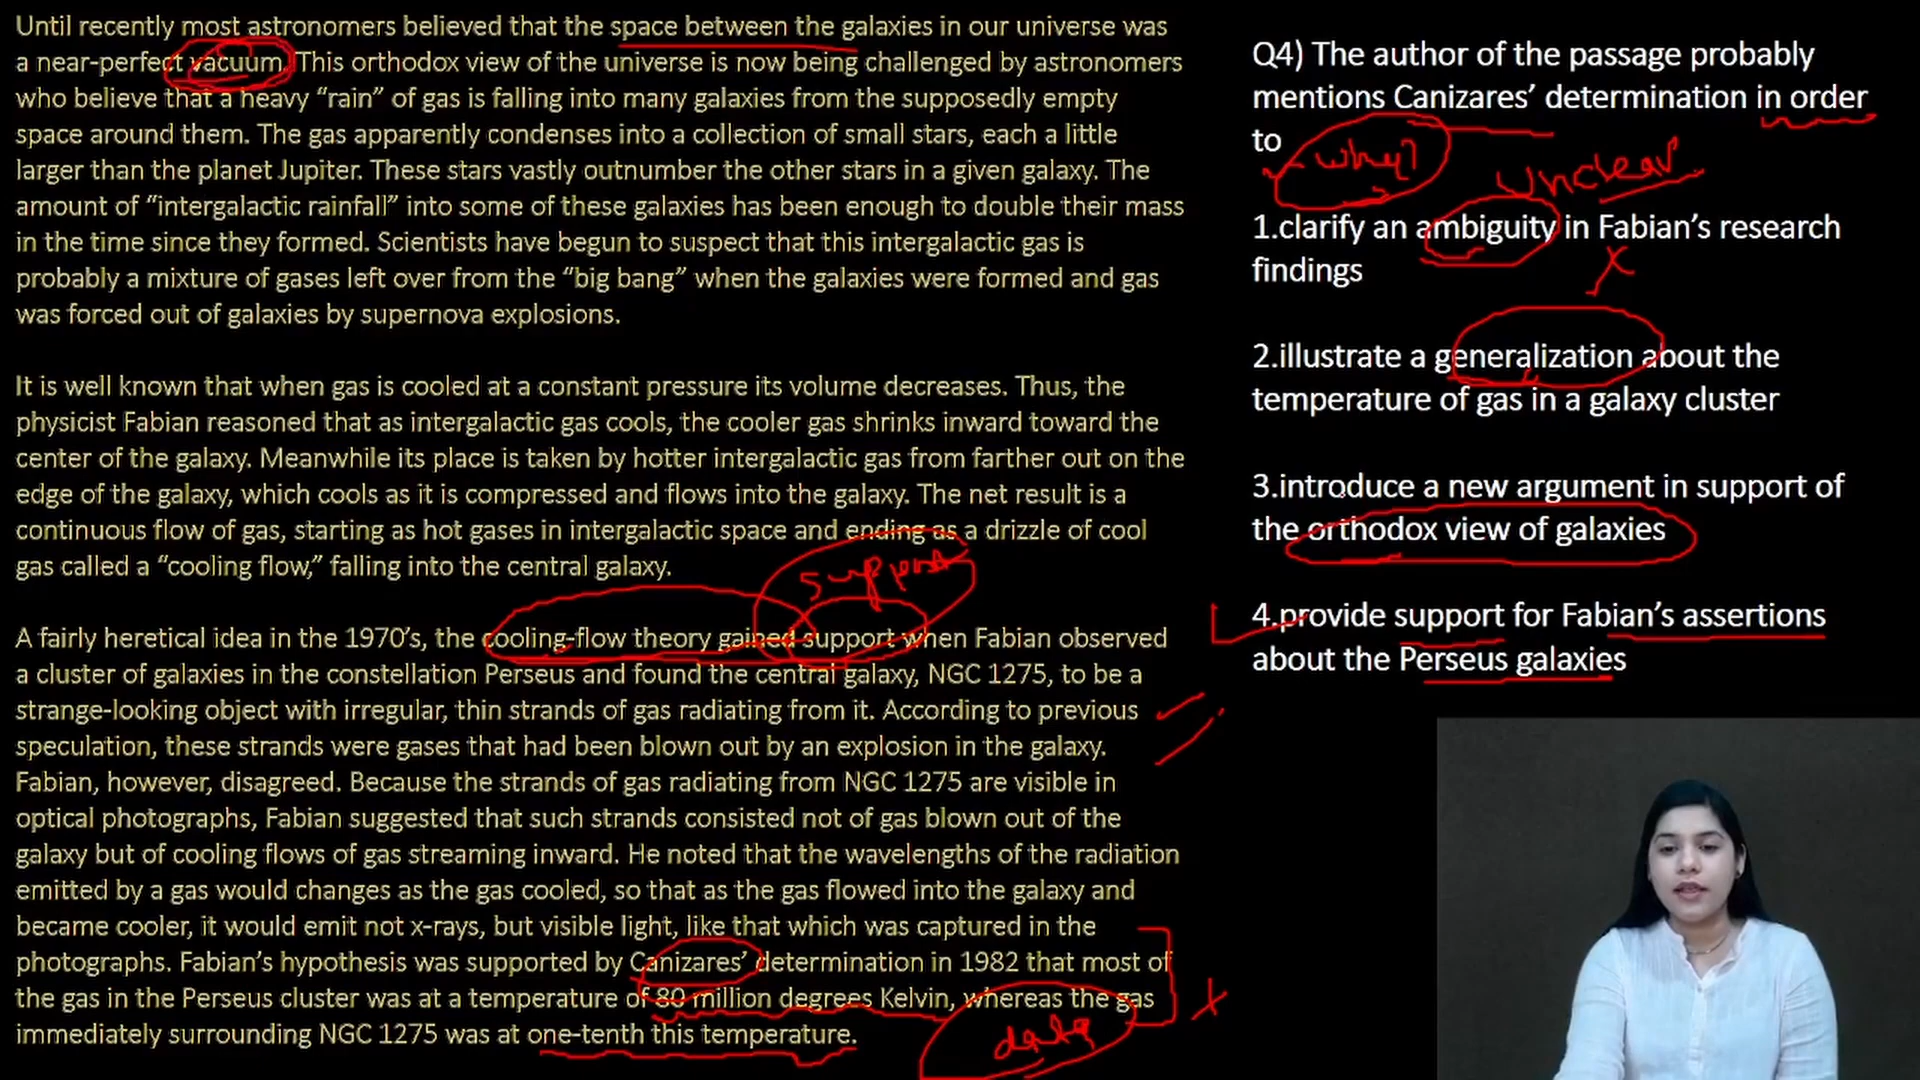 Until recently most astronomers believed that the space between the galaxies in our universe was
a near-perfect vacuum. This orthodox view of the universe is now being challenged by astronomers
who believe that a heavy “rain” of gas is falling into many galaxies from the supposedly empty
space around them. The gas apparently condenses into a collection of small stars, each a little
larger than the planet Jupiter. These stars vastly outnumber the other stars in a given galaxy. The
amount of “intergalactic rainfall” into some of these galaxies has been enough to double their mass
in the time since they formed. Scientists have begun to suspect that this intergalactic gas is
probably a mixture of gases left over from the “big bang” when the galaxies were formed and gas
was forced out of galaxies by supernova explosions.
It is well known that when gas is cooled at a constant pressure its volume decreases. Thus, the
physicist Fabian reasoned that as intergalactic gas cools, the cooler gas shrinks inward toward the
center of the galaxy. Meanwhile its place is taken by hotter intergalactic gas from farther out on the
edge of the galaxy, which cools as it is compressed and flows into the galaxy. The net result is a
continuous flow of gas, starting as hot gases in intergalactic space and ending as a drizzle of cool
gas called a “cooling flow,” falling into the central galaxy.
support
A fairly heretical idea in the 1970’s, the cooling-flow theory gained support when Fabian observed
a cluster of galaxies in the constellation Perseus and found the central galaxy, NGC 1275, to be a
strange-looking object with irregular, thin strands of gas radiating from it. According to previous
speculation, these strands were gases that had been blown out by an explosion in the galaxy.
Fabian, however, disagreed. Because the strands of gas radiating from NGC 1275 are visible in
optical photographs, Fabian suggested that such strands consisted not of gas blown out of the
galaxy but of cooling flows of gas streaming inward. He noted that the wavelengths of the radiation
emitted by a gas would changes as the gas cooled, so that as the gas flowed into the galaxy and
became cooler, it would emit not x-rays, but visible light, like that which was captured in the
photographs. Fabian’s hypothesis was supported by Canizares’ determination in 1982 that most of
the gas in the Perseus cluster was at a temperature of 80 million degrees Kelvin, whereas the gas
immediately surrounding NGC 1275 was at one-tenth this temperature.
data
Q4) The author of the passage probably
mentions Canizares’ determination in order
to
why?
Unclear
1.clarify an ambiguity in Fabian’s research
findings
2.illustrate a generalization about the
temperature of gas in a galaxy cluster
3.introduce a new argument in support of
the orthodox view of galaxies
4.provide support for Fabian’s assertions
about the Perseus galaxies